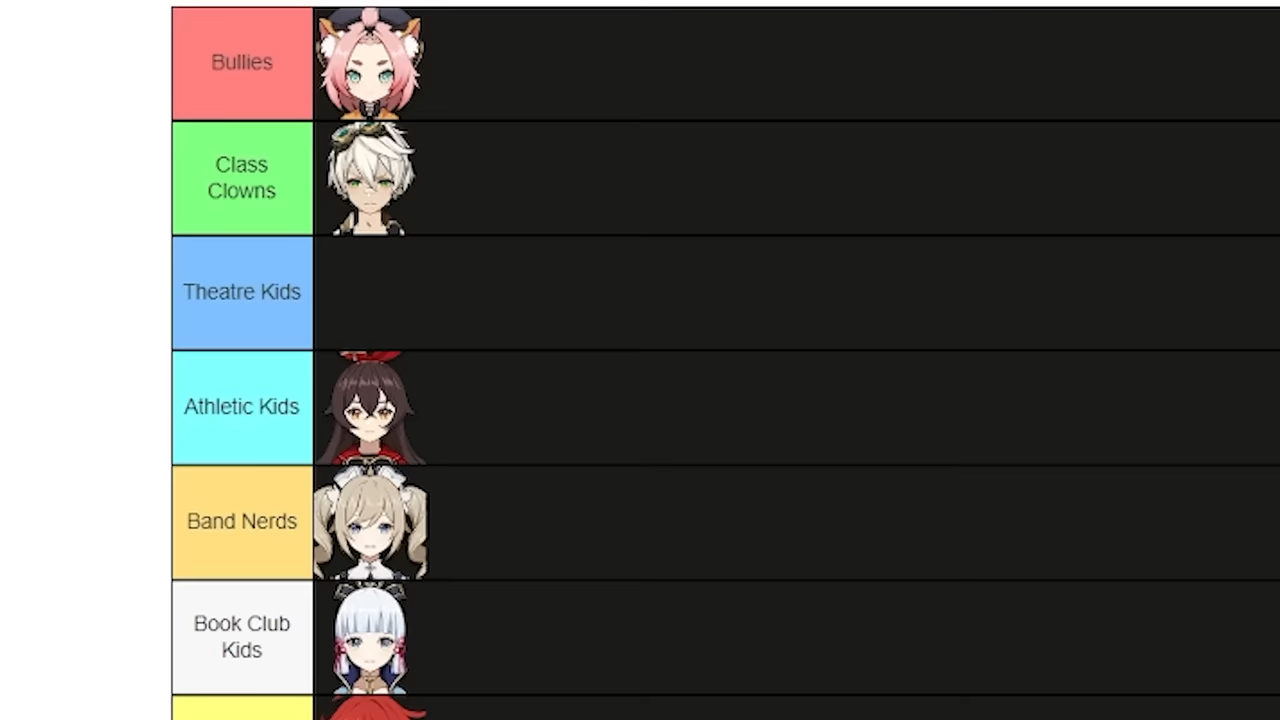 Bullies
Class
Clowns
Theatre Kids
Athletic Kids
Band Nerds
Book Club
Kids